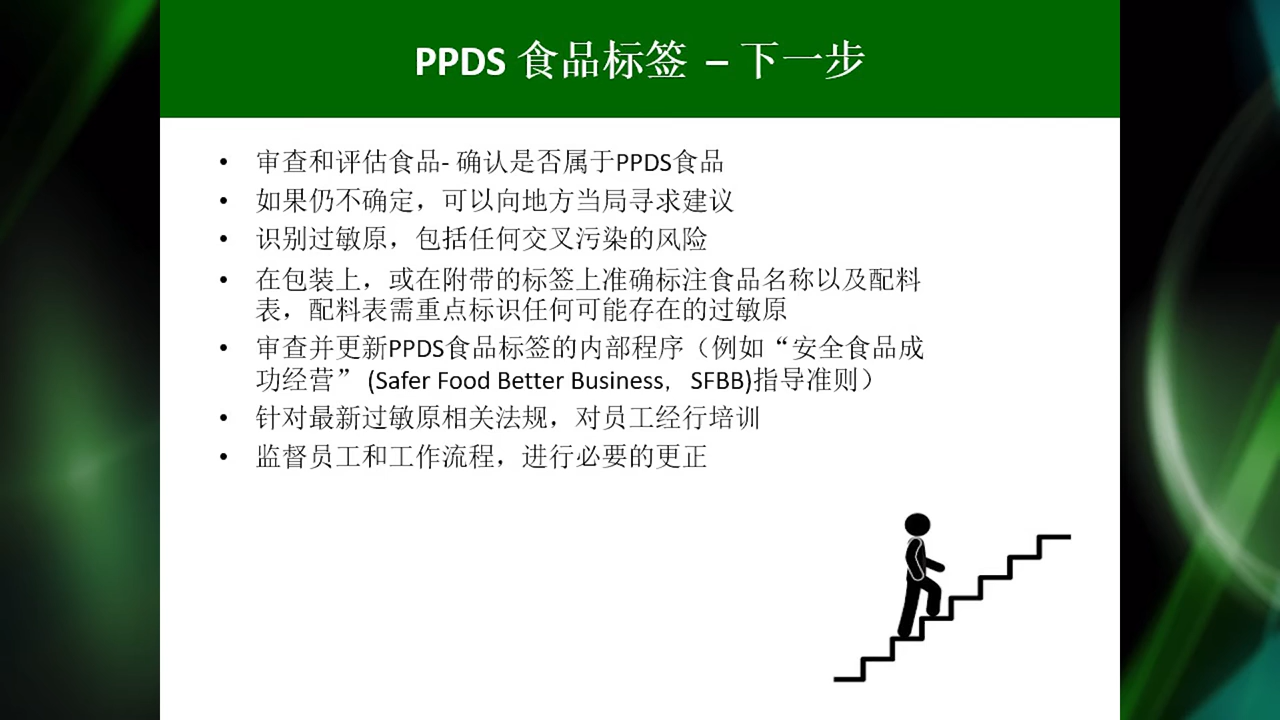 PPDS 食品标签 – 下一步
• 审查和评估食品- 确认是否属于PPDS食品
• 如果仍不确定，可以向地方当局寻求建议
• 识别过敏原，包括任何交叉污染的风险
• 在包装上，或在附带的标签上准确标注食品名称以及配料
表，配料表需重点标识任何可能存在的过敏原
• 审查并更新PPDS食品标签的内部程序（例如“安全食品成
功经营” (Safer Food Better Business， SFBB)指导准则）
• 针对最新过敏原相关法规，对员工经行培训
• 监督员工和工作流程，进行必要的更正